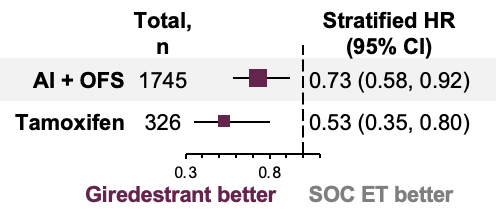 Total, n
Stratified HR (95% CI)
AI + OFS 1745 0.73 (0.58, 0.92)
Tamoxifen 326 0.53 (0.35, 0.80)
0.3 0.8
Giredestrant better SOC ET better